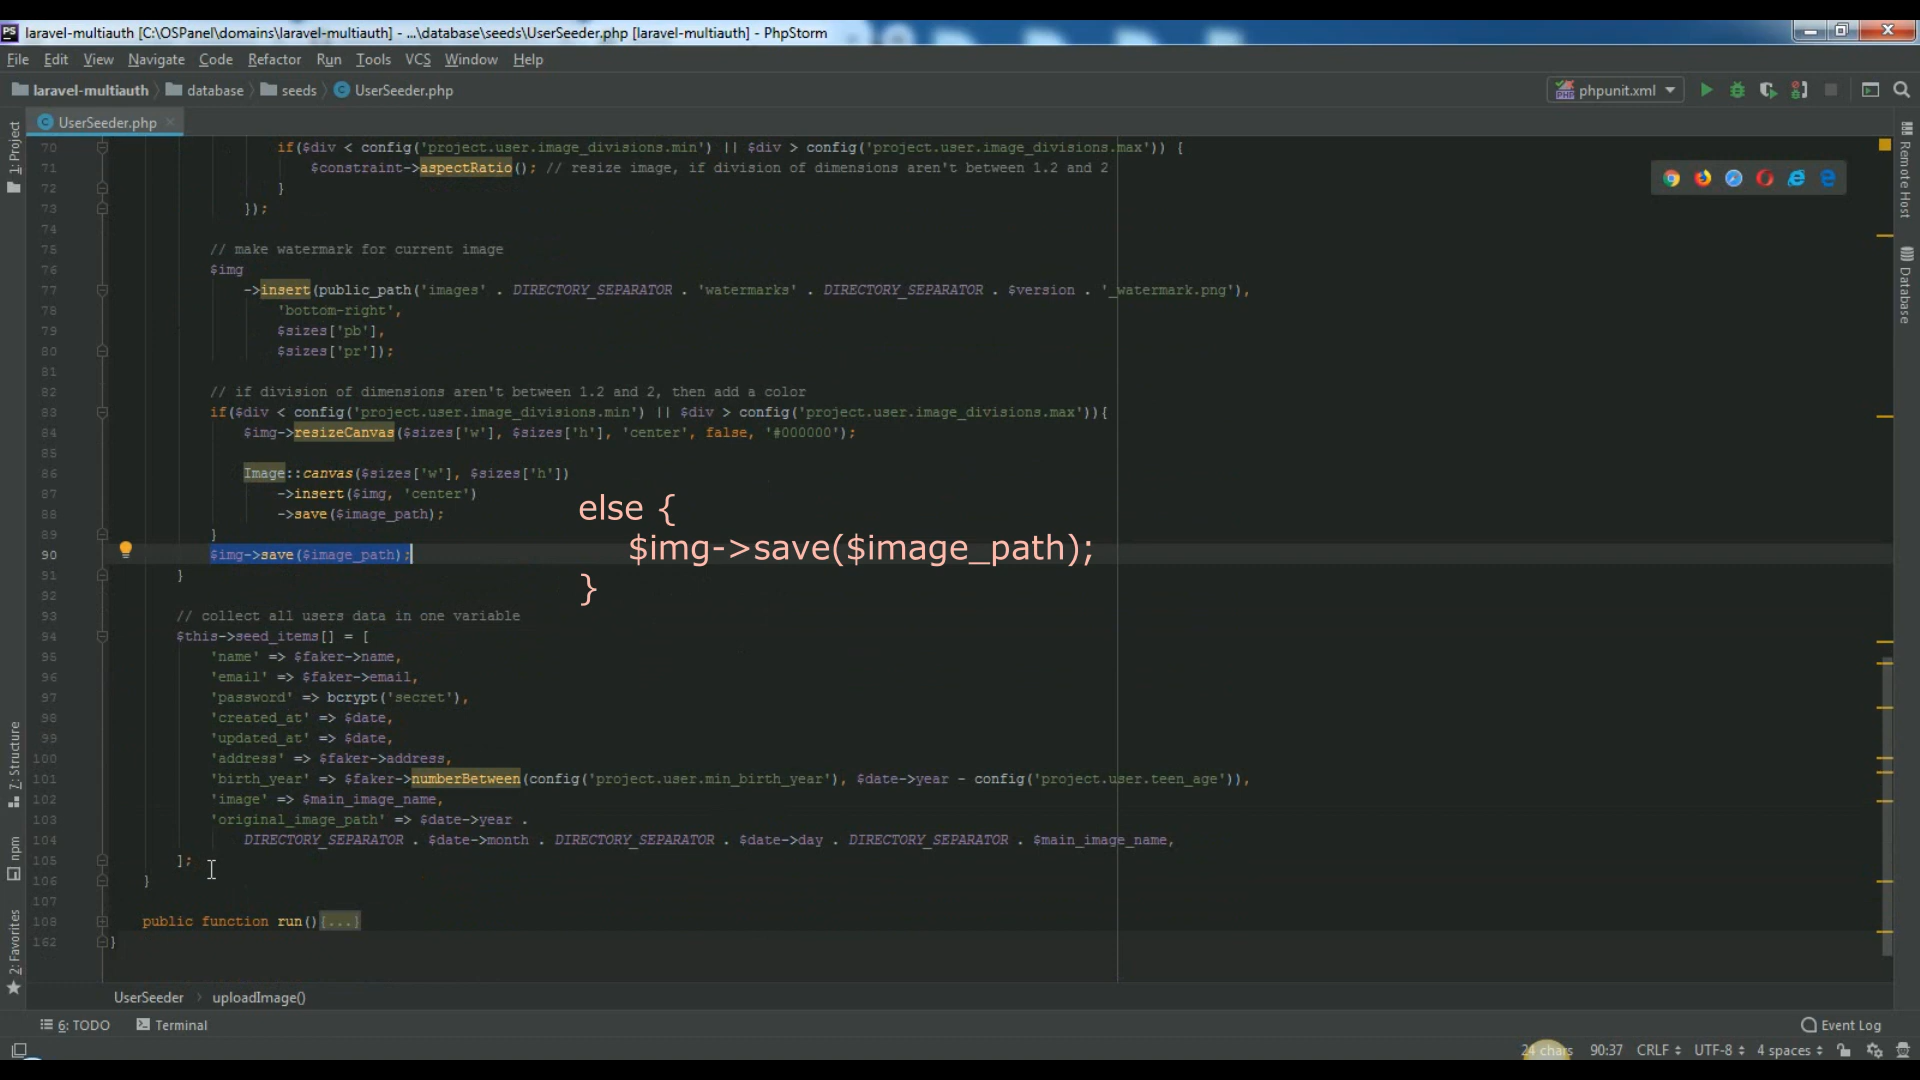 laravel-multiauth [C:\OSPanel\domains\laravel-multiauth] - ...\database\seeds\UserSeeder.php [laravel-multiauth] - PhpStorm
File Edit View Navigate Code Refactor Run Tools VCS Window Help
laravel-multiauth database seeds UserSeeder.php phpunit.xml
UserSeeder.php
1: Project
Remote Host
Database
7: Structure
npm
2: Favorites
70 if($div < config('project.user.image_divisions.min') || $div > config('project.user.image_divisions.max')) {
71 $constraint->aspectRatio(); // resize image, if division of dimensions aren't between 1.2 and 2
72 }
73 });
74
75 // make watermark for current image
76 $img
77 ->insert(public_path('images' . DIRECTORY_SEPARATOR . 'watermarks' . DIRECTORY_SEPARATOR . $version . '_watermark.png'),
78 'bottom-right',
79 $sizes['pb'],
80 $sizes['pr']);
81
82 // if division of dimensions aren't between 1.2 and 2, then add a color
83 if($div < config('project.user.image_divisions.min') || $div > config('project.user.image_divisions.max')){
84 $img->resizeCanvas($sizes['w'], $sizes['h'], 'center', false, '#000000');
85
86 Image::canvas($sizes['w'], $sizes['h'])
87 ->insert($img, 'center')
88 ->save($image_path);
89 }
90 $img->save($image_path);
else {
$img->save($image_path);
}
91 }
92
93 // collect all users data in one variable
94 $this->seed_items[] = [
95 'name' => $faker->name,
96 'email' => $faker->email,
97 'password' => bcrypt('secret'),
98 'created_at' => $date,
99 'updated_at' => $date,
100 'address' => $faker->address,
101 'birth_year' => $faker->numberBetween(config('project.user.min_birth_year'), $date->year - config('project.user.teen_age')),
102 'image' => $main_image_name,
103 'original_image_path' => $date->year .
104 DIRECTORY_SEPARATOR . $date->month . DIRECTORY_SEPARATOR . $date->day . DIRECTORY_SEPARATOR . $main_image_name,
105 ];
106 }
107
108 public function run(){...}
162 }
UserSeeder uploadImage()
6: TODO Terminal Event Log
24 chars 90:37 CRLF UTF-8 4 spaces